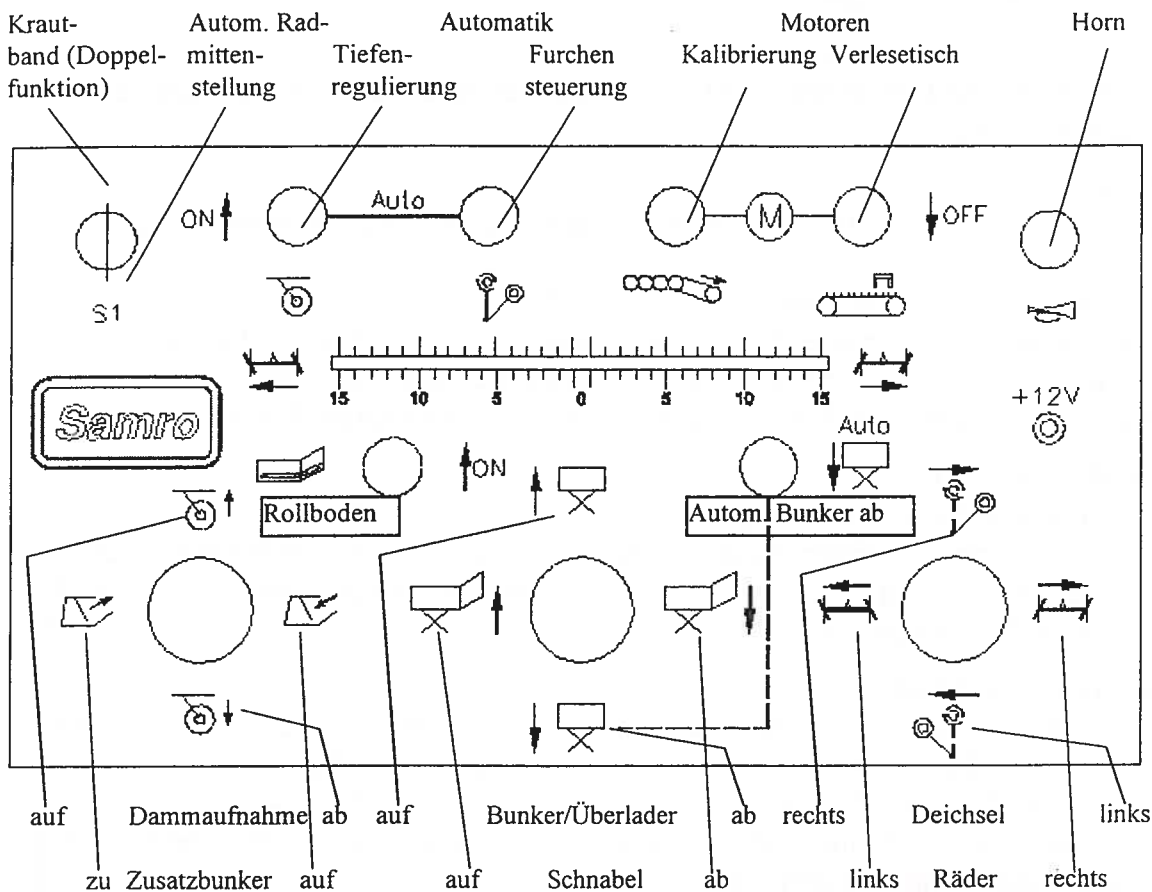 Kraut-
band (Doppel-
funktion)
Autom. Rad-
mitten-
stellung
Automatik
Tiefen-
regulierung
Furchen
steuerung
Motoren
Kalibrierung Verlesetisch
Horn
ON
Auto
M
OFF
S1
15 10 5 0 5 10 15
+12V
Samro
Auto
ON
Rollboden
Autom. Bunker ab
auf Dammaufnahme ab auf Bunker/Überlader ab rechts Deichsel links
zu Zusatzbunker auf auf Schnabel ab links Räder rechts